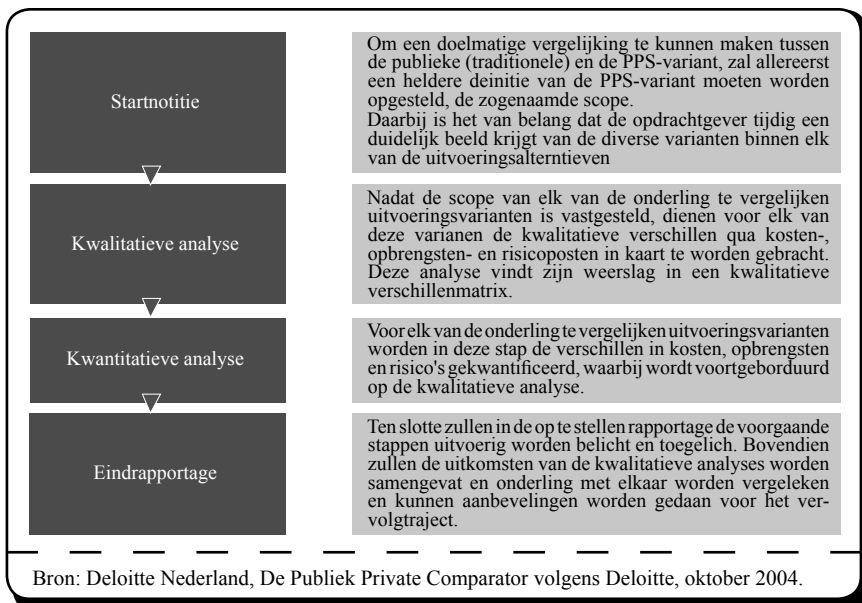 Startnotitie
Om een doelmatige vergelijking te kunnen maken tussen
de publieke (traditionele) en de PPS-variant, zal allereerst
een heldere deinitie van de PPS-variant moeten worden
opgesteld, de zogenaamde scope.
Daarbij is het van belang dat de opdrachtgever tijdig een
duidelijk beeld krijgt van de diverse varianten binnen elk
van de uitvoeringsalterntieven
Kwalitatieve analyse
Nadat de scope van elk van de onderling te vergelijken
uitvoeringsvarianten is vastgesteld, dienen voor elk van
deze varianen de kwalitatieve verschillen qua kosten-,
opbrengsten- en risicoposten in kaart te worden gebracht.
Deze analyse vindt zijn weerslag in een kwalitatieve
verschillenmatrix.
Kwantitatieve analyse
Voor elk van de onderling te vergelijken uitvoeringsvarianten
worden in deze stap de verschillen in kosten, opbrengsten
en risico's gekwantificeerd, waarbij wordt voortgeborduurd
op de kwalitatieve analyse.
Eindrapportage
Ten slotte zullen in de op te stellen rapportage de voorgaande
stappen uitvoerig worden belicht en toegelich. Bovendien
zullen de uitkomsten van de kwalitatieve analyses worden
samengevat en onderling met elkaar worden vergeleken
en kunnen aanbevelingen worden gedaan voor het ver-
volgtraject.
Bron: Deloitte Nederland, De Publiek Private Comparator volgens Deloitte, oktober 2004.